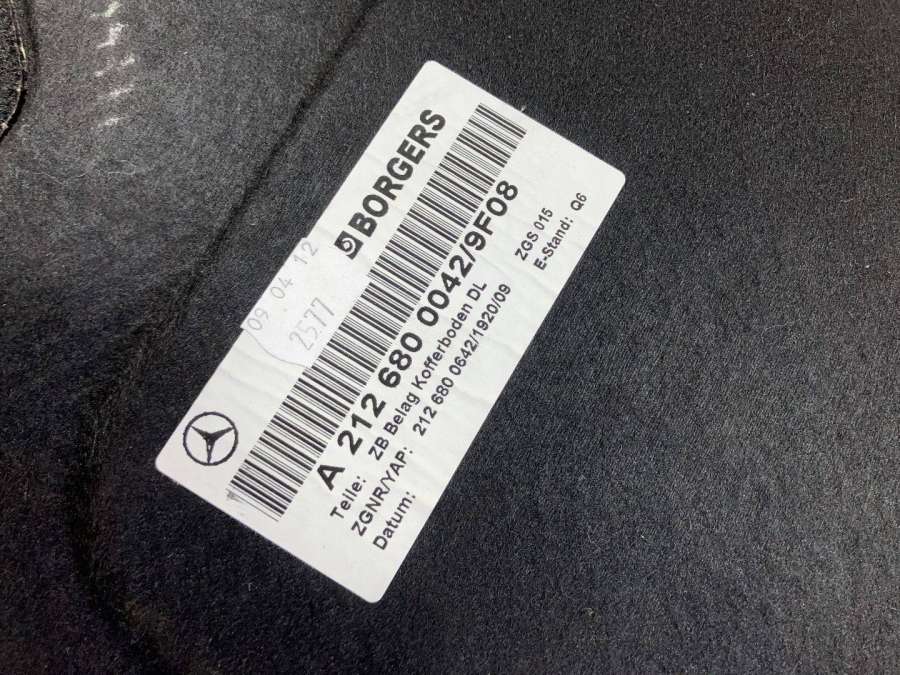 BORGERS
09 04 12
2577
A 212 680 0042/9F08
Teile: ZB Belag Kofferboden DL
ZGNR/YAP: 212 680 0642/1920/09
Datum:
ZGS 015
E-Stand: Q6